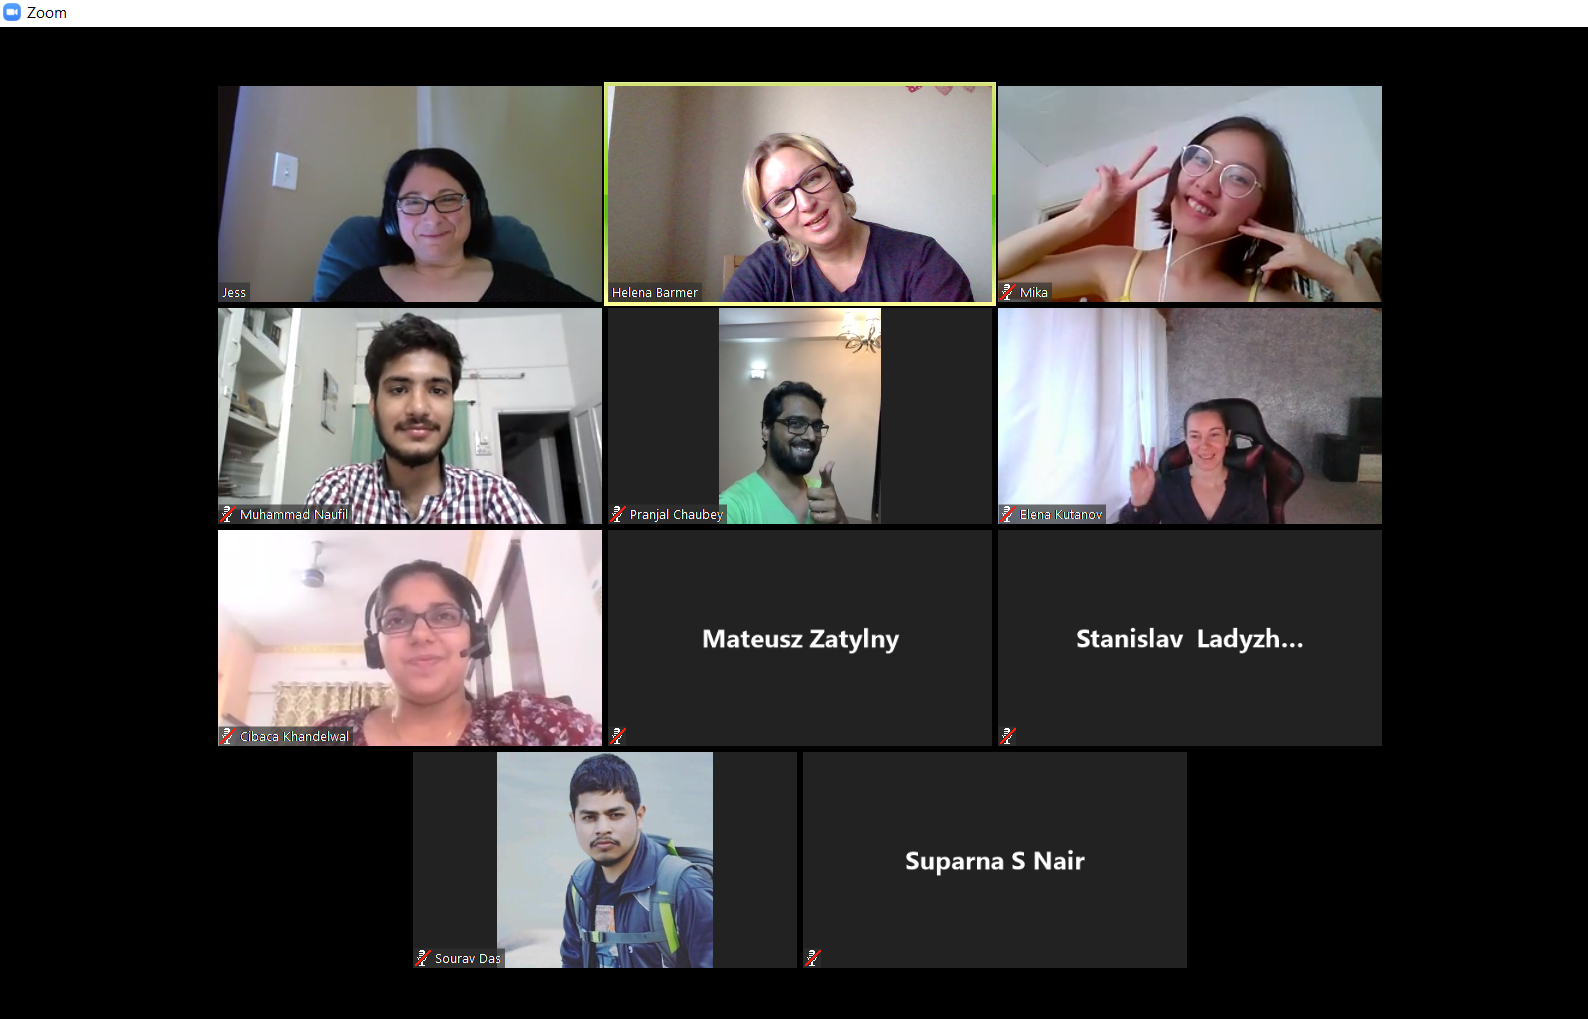 Zoom
Jess
Helena Barmer
Mika
Muhammad Naufil
Pranjal Chaubey
Elena Kutanov
Cibaca Khandelwal
Mateusz Zatylny
Stanislav  Ladyzh...
Sourav Das
Suparna S Nair